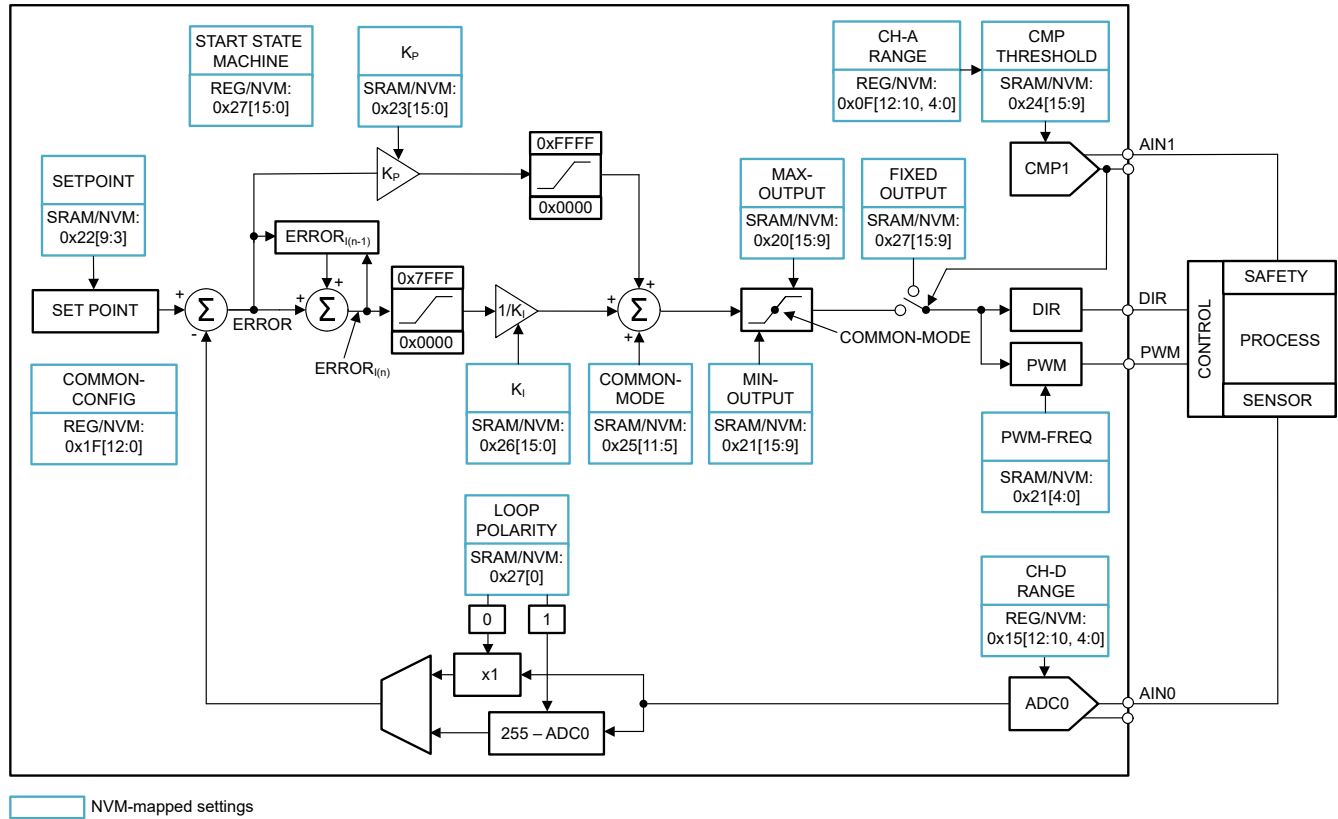 START STATE
MACHINE
REG/NVM:
0x27[15:0]
KP
SRAM/NVM:
0x23[15:0]
CH-A
RANGE
REG/NVM:
0x0F[12:10, 4:0]
CMP
THRESHOLD
SRAM/NVM:
0x24[15:9]
AIN1
CMP1
SETPOINT
SRAM/NVM:
0x22[9:3]
KP
0xFFFF
0x0000
MAX-
OUTPUT
SRAM/NVM:
0x20[15:9]
FIXED
OUTPUT
SRAM/NVM:
0x27[15:9]
ERRORI(n-1)
SET POINT
+
Σ
-
ERROR
+
+
Σ
ERRORI(n)
0x7FFF
0x0000
1/KI
+
+
Σ
+
COMMON-MODE
DIR
PWM
DIR
PWM
CONTROL
SAFETY
PROCESS
SENSOR
COMMON-
CONFIG
REG/NVM:
0x1F[12:0]
KI
SRAM/NVM:
0x26[15:0]
COMMON-
MODE
SRAM/NVM:
0x25[11:5]
MIN-
OUTPUT
SRAM/NVM:
0x21[15:9]
PWM-FREQ
SRAM/NVM:
0x21[4:0]
LOOP
POLARITY
SRAM/NVM:
0x27[0]
0
1
x1
255 – ADC0
CH-D
RANGE
REG/NVM:
0x15[12:10, 4:0]
ADC0
AIN0
NVM-mapped settings